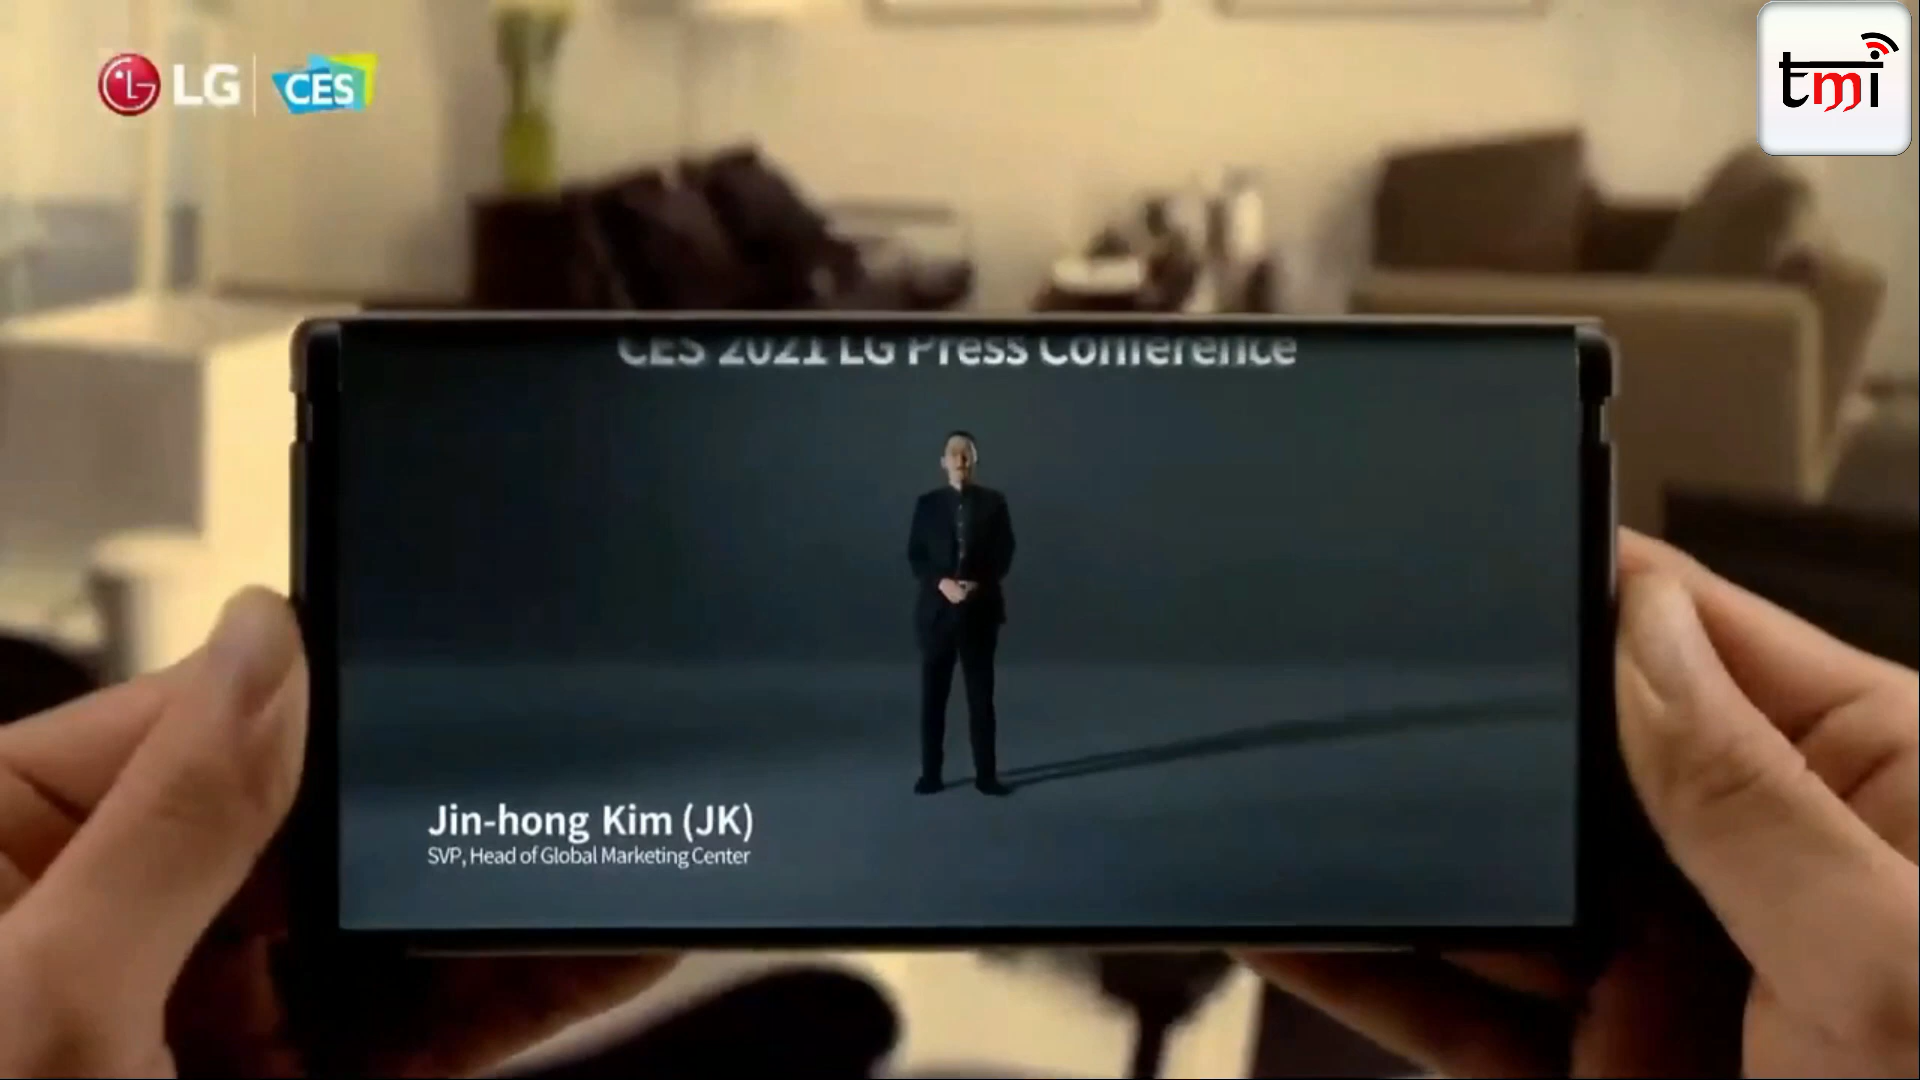 LG
CES
tmi
CES 2021 LG Press Conference
Jin-hong Kim (JK)
SVP, Head of Global Marketing Center